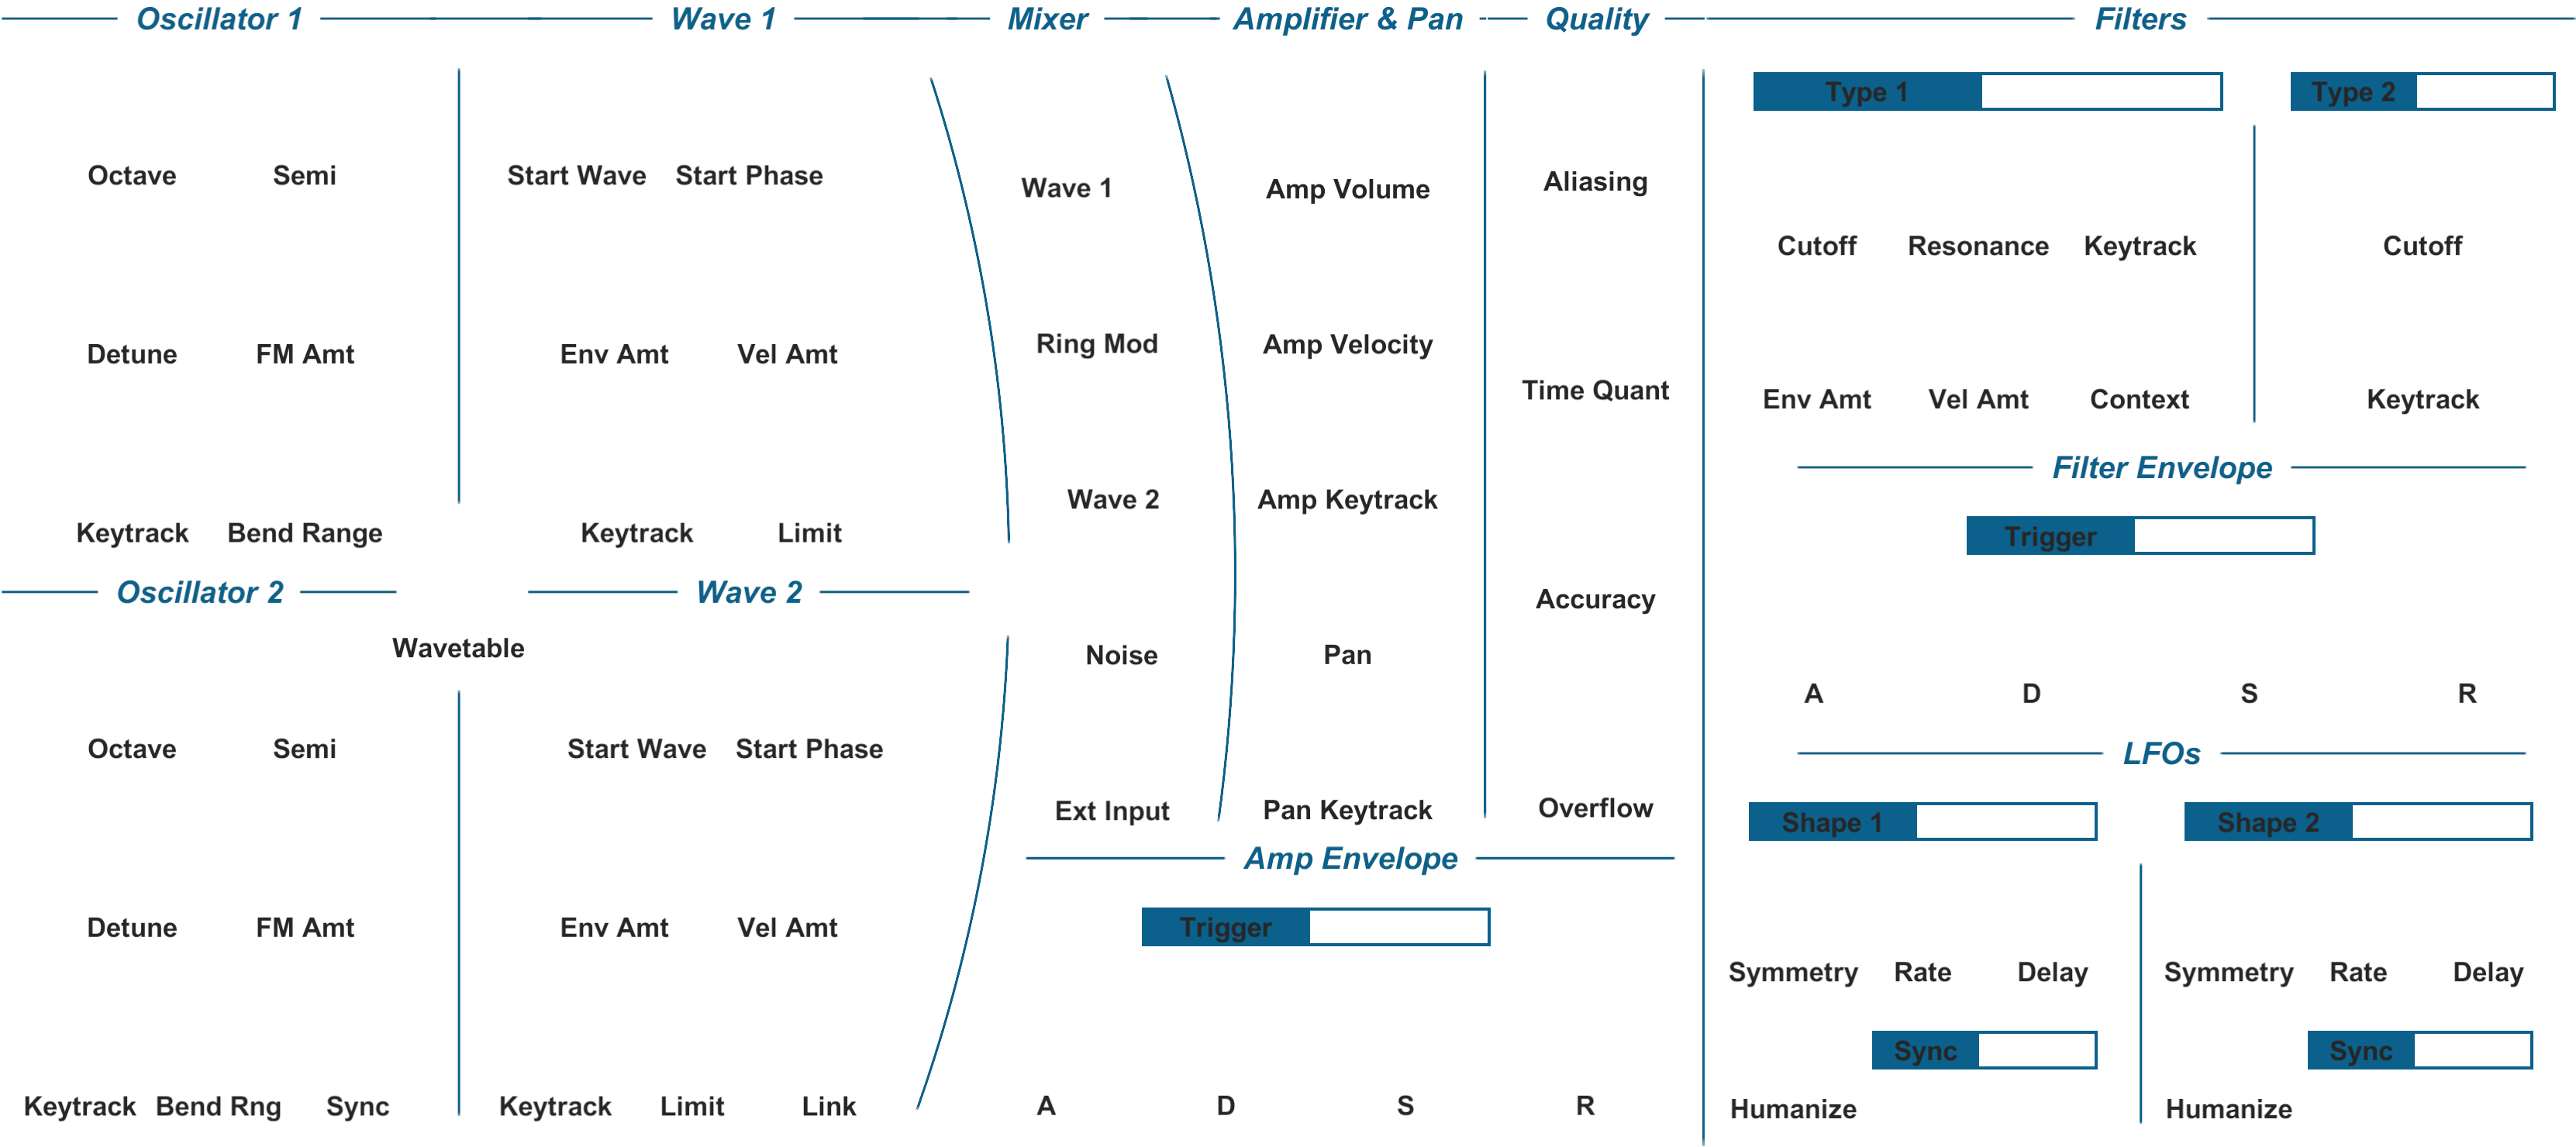 Oscillator 1
Octave Semi
Detune FM Amt
Keytrack Bend Range
Wave 1
Start Wave Start Phase
Env Amt Vel Amt
Keytrack Limit
Oscillator 2
Wavetable
Octave Semi
Detune FM Amt
Keytrack Bend Rng Sync
Wave 2
Start Wave Start Phase
Env Amt Vel Amt
Keytrack Limit Link
Mixer
Wave 1
Ring Mod
Wave 2
Noise
Ext Input
Amplifier & Pan
Amp Volume
Amp Velocity
Amp Keytrack
Pan
Pan Keytrack
Quality
Aliasing
Time Quant
Accuracy
Overflow
Amp Envelope
Trigger
A D S R
Filters
Type 1 Type 2
Cutoff Resonance Keytrack Cutoff
Env Amt Vel Amt Context Keytrack
Filter Envelope
Trigger
A D S R
LFOs
Shape 1 Shape 2
Symmetry Rate Delay Symmetry Rate Delay
Sync Sync
Humanize Humanize